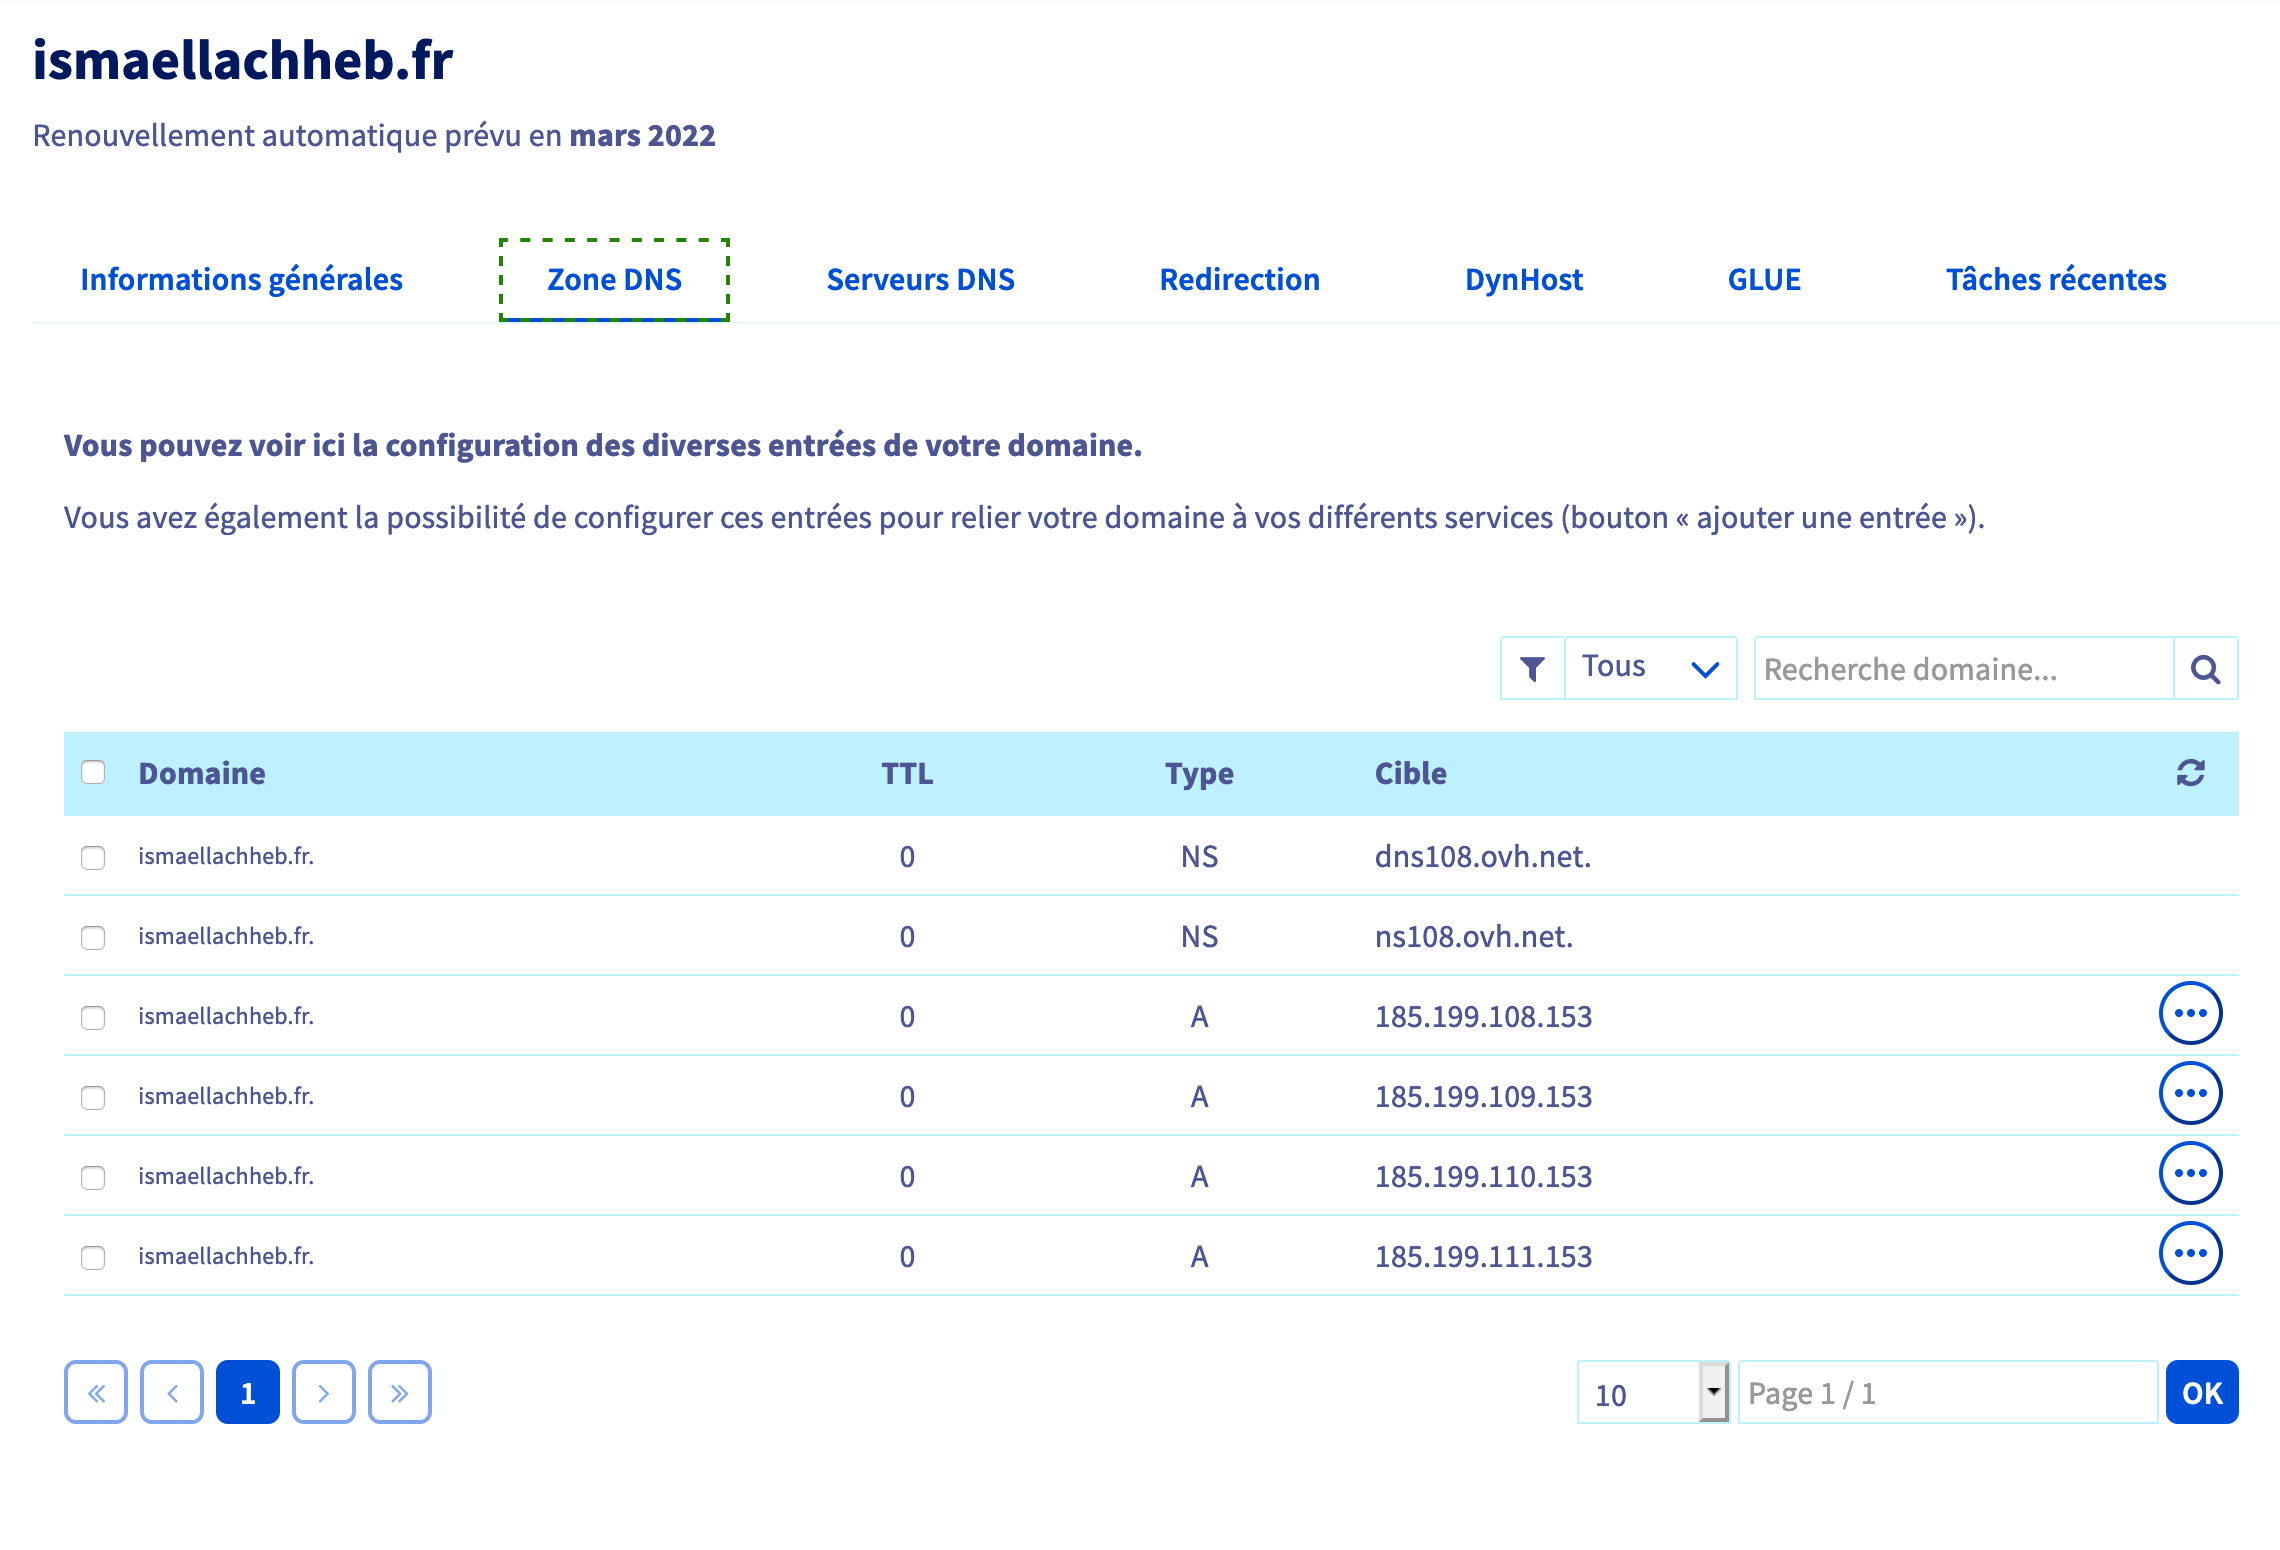 ismaellachheb.fr
Renouvellement automatique prévu en mars 2022
Informations générales Zone DNS Serveurs DNS Redirection DynHost GLUE Tâches récentes
Vous pouvez voir ici la configuration des diverses entrées de votre domaine.
Vous avez également la possibilité de configurer ces entrées pour relier votre domaine à vos différents services (bouton « ajouter une entrée »).
Tous Recherche domaine...
Domaine TTL Type Cible
ismaellachheb.fr. 0 NS dns108.ovh.net.
ismaellachheb.fr. 0 NS ns108.ovh.net.
ismaellachheb.fr. 0 A 185.199.108.153
ismaellachheb.fr. 0 A 185.199.109.153
ismaellachheb.fr. 0 A 185.199.110.153
ismaellachheb.fr. 0 A 185.199.111.153
« ‹ 1 › » 10 Page 1 / 1 OK